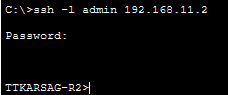 C:\>ssh -l admin 192.168.11.2
Password:
TTKARSAG-R2>